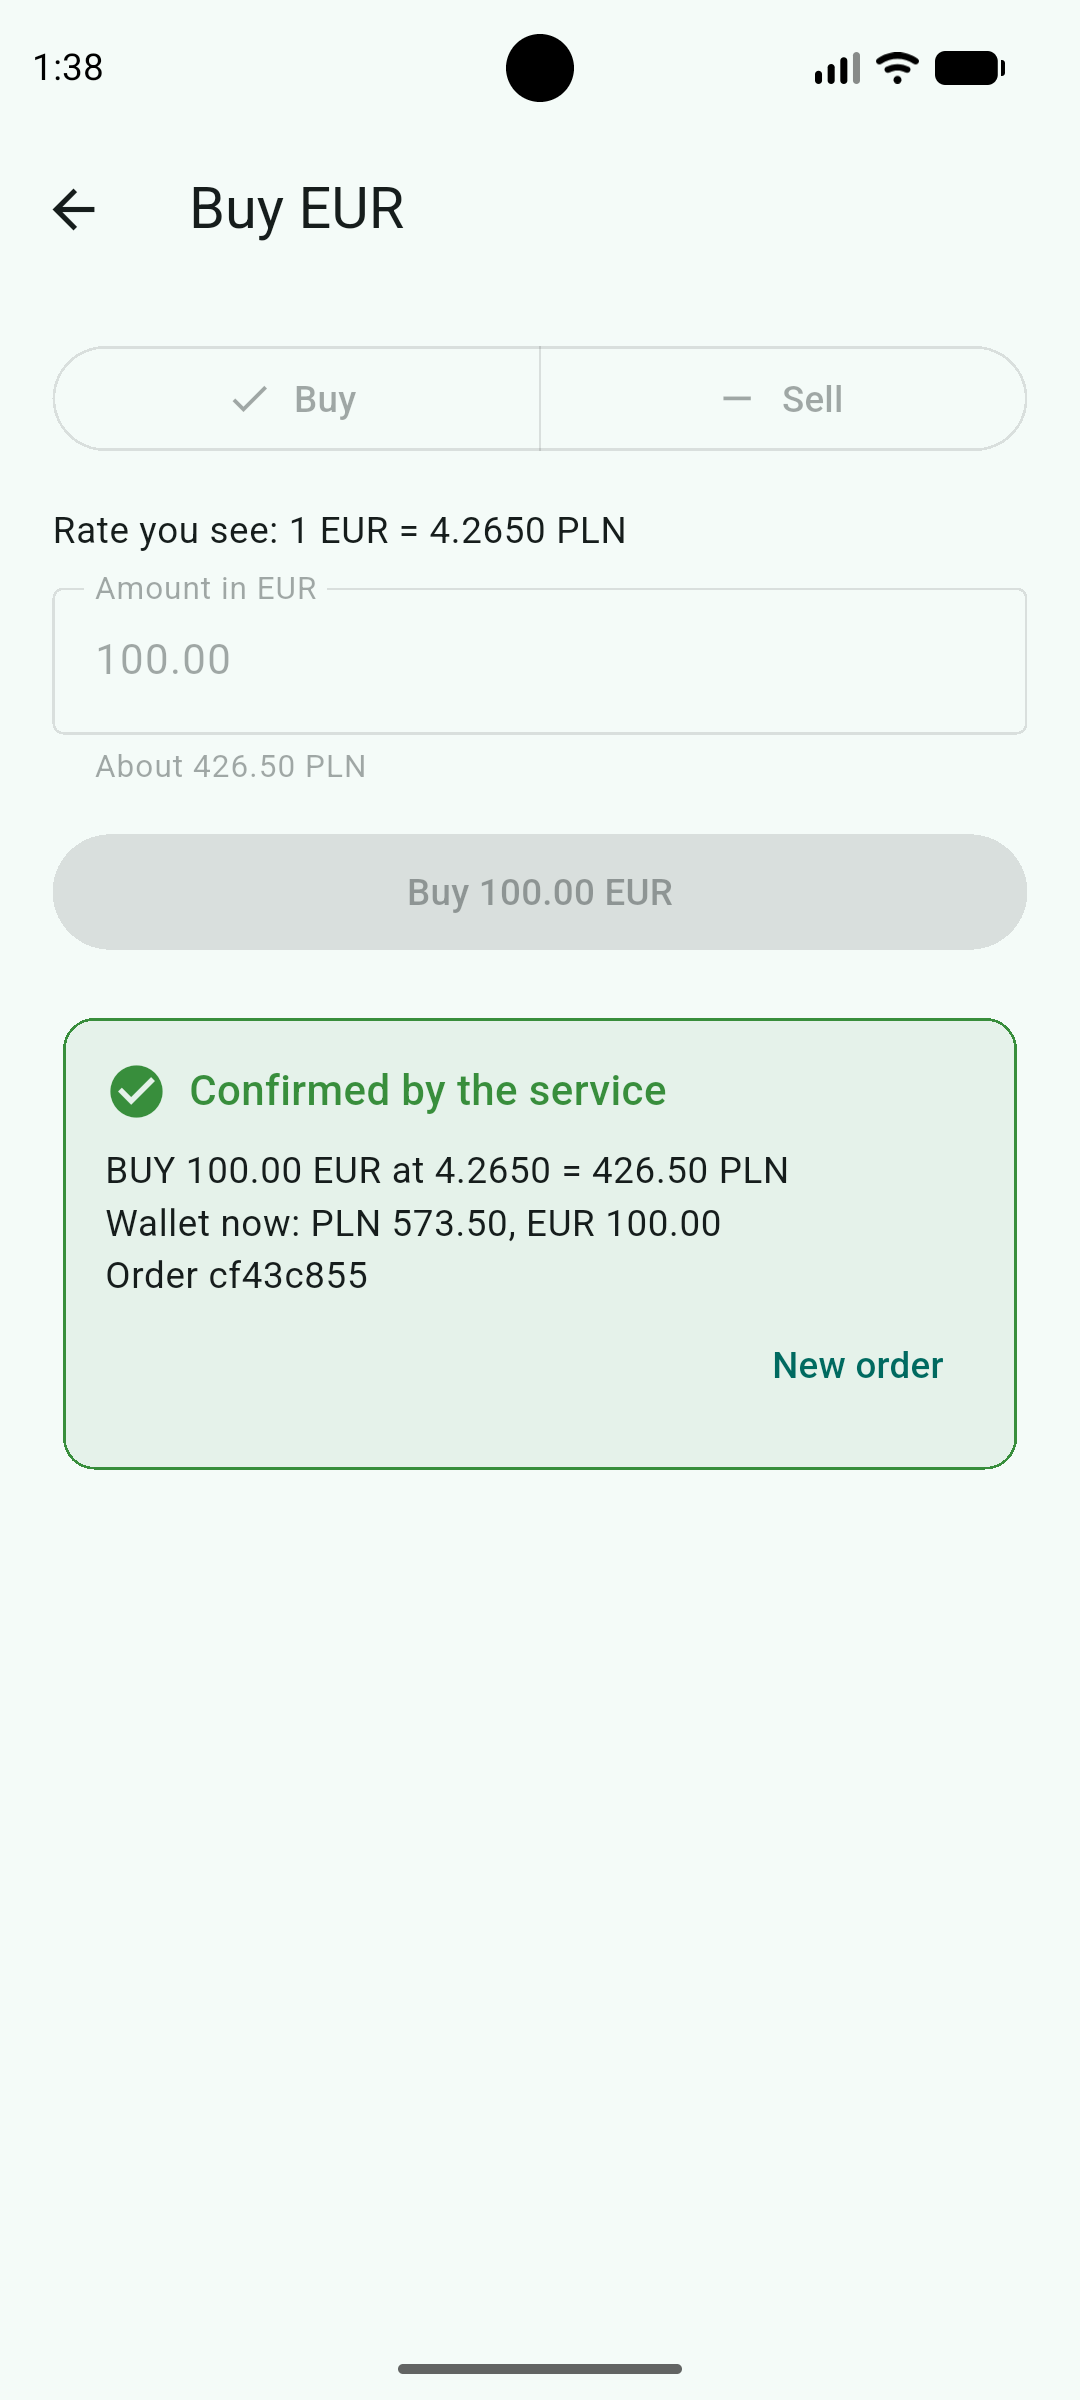 1:38
Buy EUR
Buy
Sell
Rate you see: 1 EUR = 4.2650 PLN
Amount in EUR
100.00
About 426.50 PLN
Buy 100.00 EUR
Confirmed by the service
BUY 100.00 EUR at 4.2650 = 426.50 PLN
Wallet now: PLN 573.50, EUR 100.00
Order cf43c855
New order